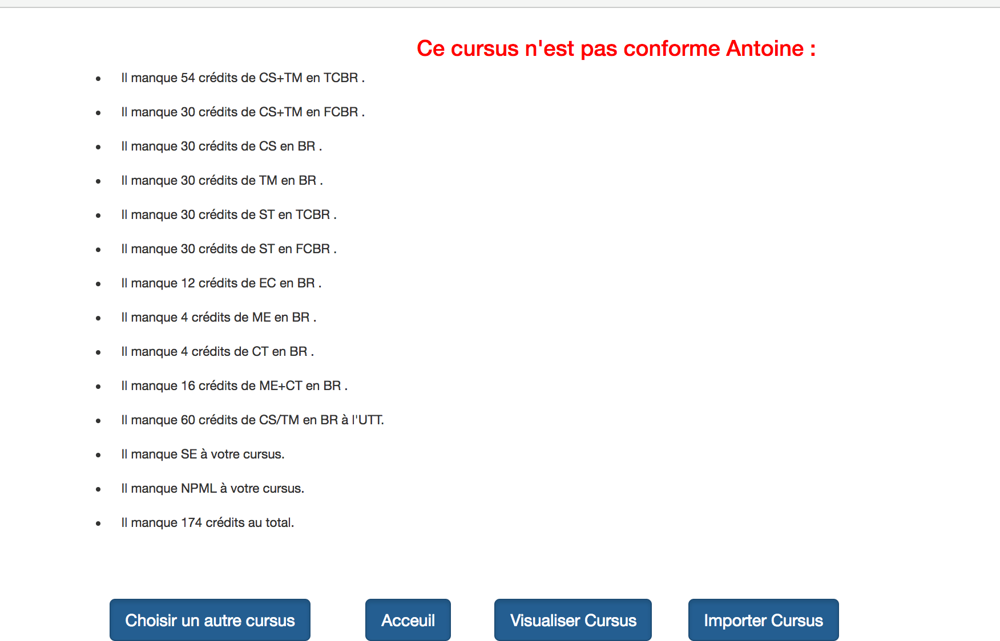 Ce cursus n'est pas conforme Antoine :
• Il manque 54 crédits de CS+TM en TCBR .
• Il manque 30 crédits de CS+TM en FCBR .
• Il manque 30 crédits de CS en BR .
• Il manque 30 crédits de TM en BR .
• Il manque 30 crédits de ST en TCBR .
• Il manque 30 crédits de ST en FCBR .
• Il manque 12 crédits de EC en BR .
• Il manque 4 crédits de ME en BR .
• Il manque 4 crédits de CT en BR .
• Il manque 16 crédits de ME+CT en BR .
• Il manque 60 crédits de CS/TM en BR à l'UTT.
• Il manque SE à votre cursus.
• Il manque NPML à votre cursus.
• Il manque 174 crédits au total.
Choisir un autre cursus Acceuil Visualiser Cursus Importer Cursus